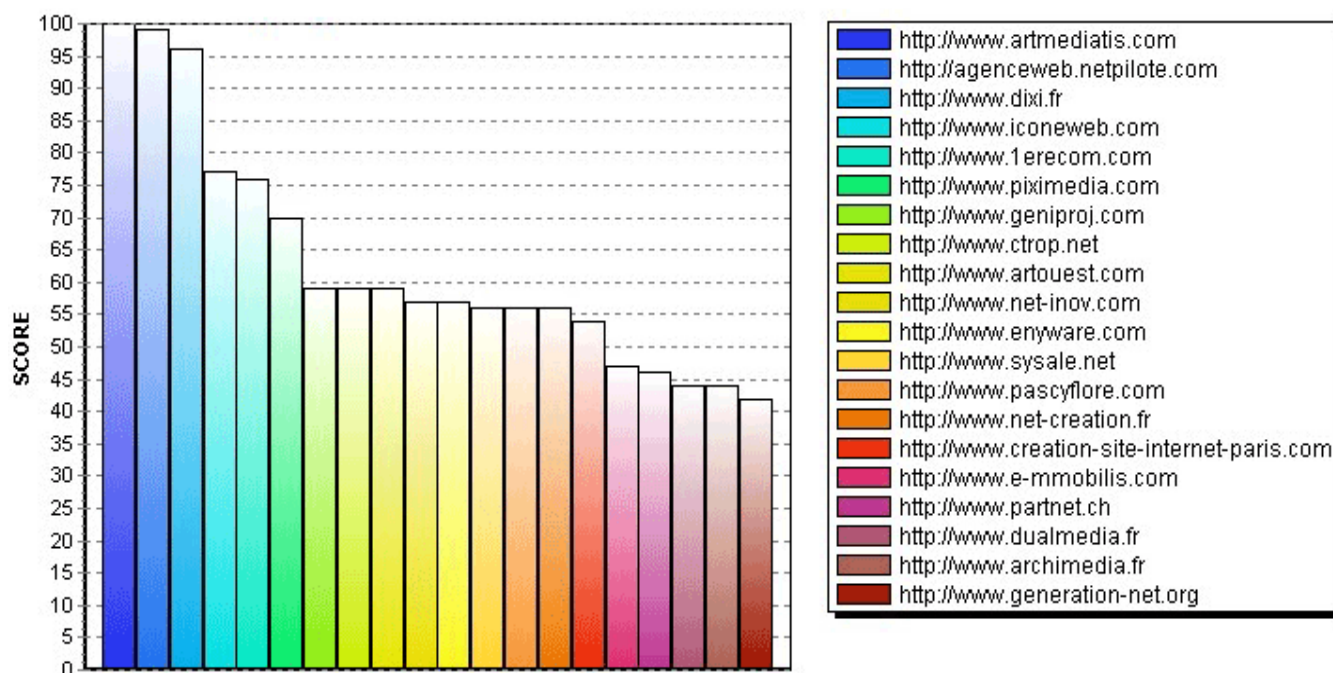 100
95
90
85
80
75
70
65
60
55
50
45
40
35
30
25
20
15
10
5
0
SCORE
http://www.artmediatis.com
http://agenceweb.netpilote.com
http://www.dixi.fr
http://www.iconeweb.com
http://www.1erecom.com
http://www.piximedia.com
http://www.geniproj.com
http://www.ctrop.net
http://www.artouest.com
http://www.net-inov.com
http://www.enyware.com
http://www.sysale.net
http://www.pascyflore.com
http://www.net-creation.fr
http://www.creation-site-internet-paris.com
http://www.e-mmobilis.com
http://www.partnet.ch
http://www.dualmedia.fr
http://www.archimedia.fr
http://www.generation-net.org